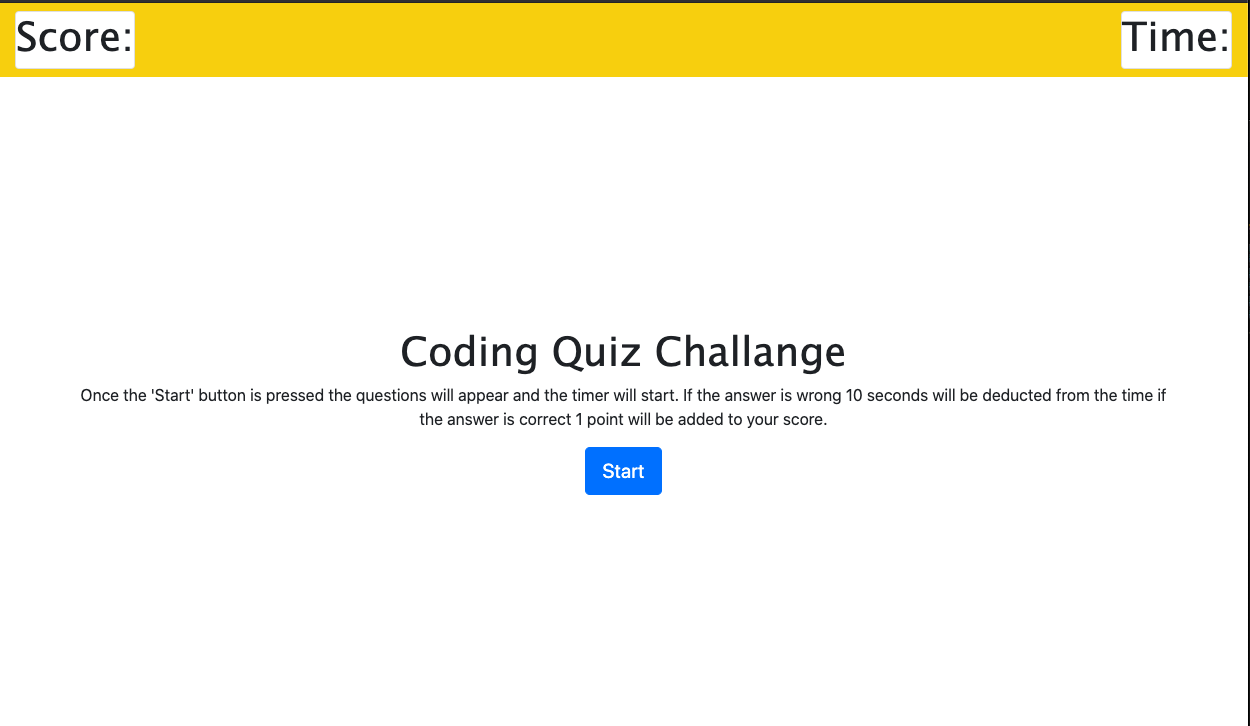 Score:
Time:
Coding Quiz Challange
Once the 'Start' button is pressed the questions will appear and the timer will start. If the answer is wrong 10 seconds will be deducted from the time if
the answer is correct 1 point will be added to your score.
Start